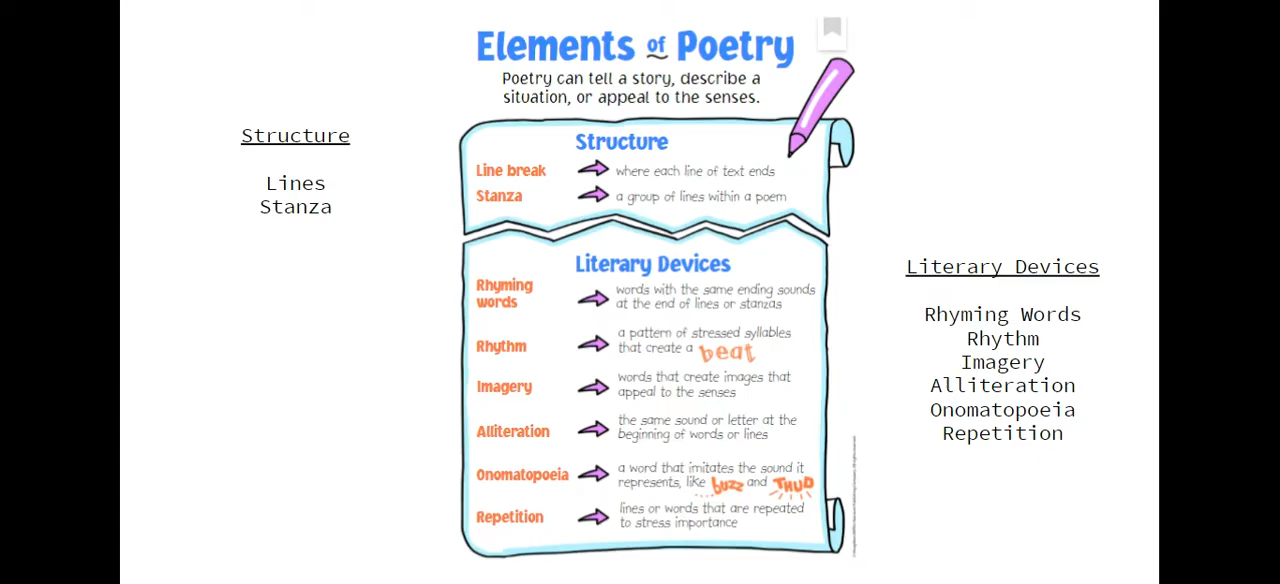 Elements of Poetry
Poetry can tell a story, describe a
situation, or appeal to the senses.
Structure
Lines
Stanza
Structure
Line break where each line of text ends
Stanza a group of lines within a poem
Literary Devices
Rhyming
words
words with the same ending sounds
at the end of lines or stanzas
Rhythm
a pattern of stressed syllables
that create a beat
Imagery
words that create images that
appeal to the senses
Alliteration
the same sound or letter at the
beginning of words or lines
Onomatopoeia
a word that imitates the sound it
represents, like buzz and THUD
Repetition
lines or words that are repeated
to stress importance
Literary Devices
Rhyming Words
Rhythm
Imagery
Alliteration
Onomatopoeia
Repetition